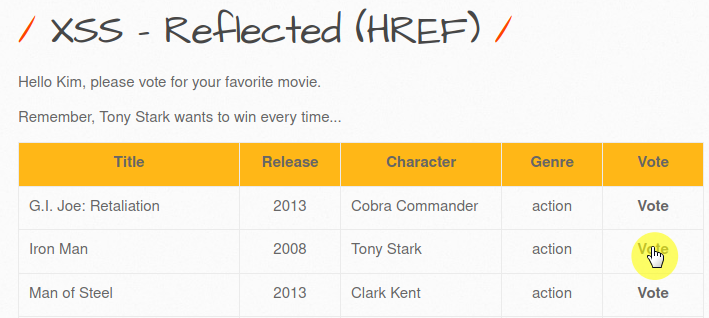 / XSS - Reflected (HREF) /
Hello Kim, please vote for your favorite movie.
Remember, Tony Stark wants to win every time...
Title Release Character Genre Vote
G.I. Joe: Retaliation 2013 Cobra Commander action Vote
Iron Man 2008 Tony Stark action Vote
Man of Steel 2013 Clark Kent action Vote